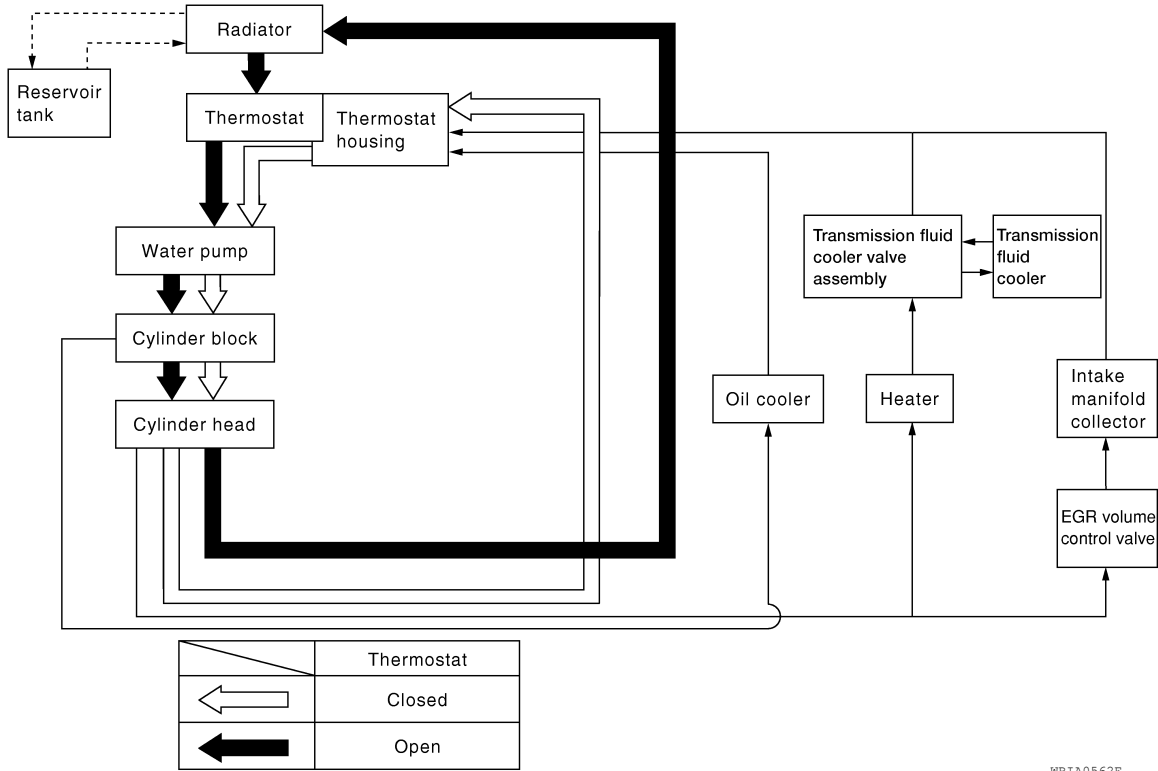 Radiator
Reservoir
tank
Thermostat
Thermostat
housing
Water pump
Transmission fluid
cooler valve
assembly
Transmission
fluid
cooler
Cylinder block
Oil cooler
Heater
Intake
manifold
collector
Cylinder head
EGR volume
control valve
Thermostat
Closed
Open